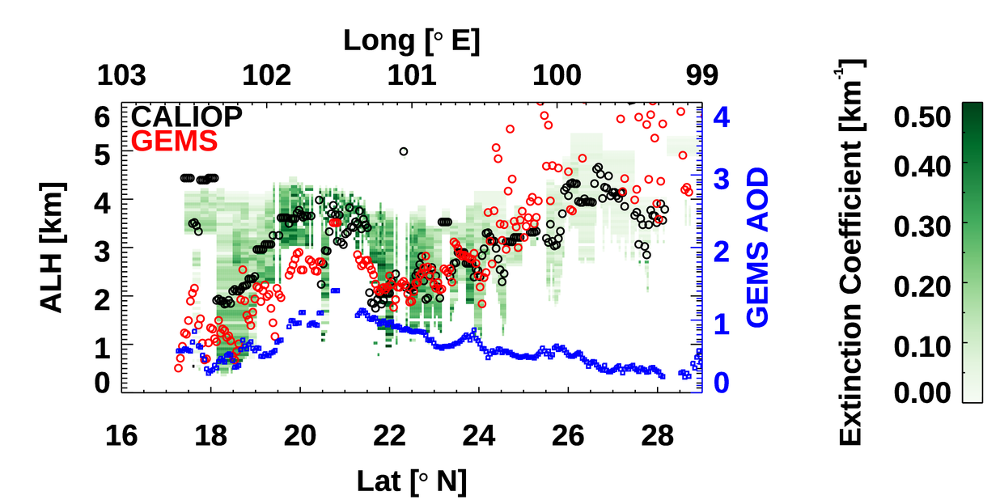 Long [° E]
103 102 101 100 99
CALIOP
GEMS
6
5
4
3
2
1
0
ALH [km]
4
3
2
1
0
GEMS AOD
16 18 20 22 24 26 28
Lat [° N]
Extinction Coefficient [km⁻¹]
0.50
0.40
0.30
0.20
0.10
0.00